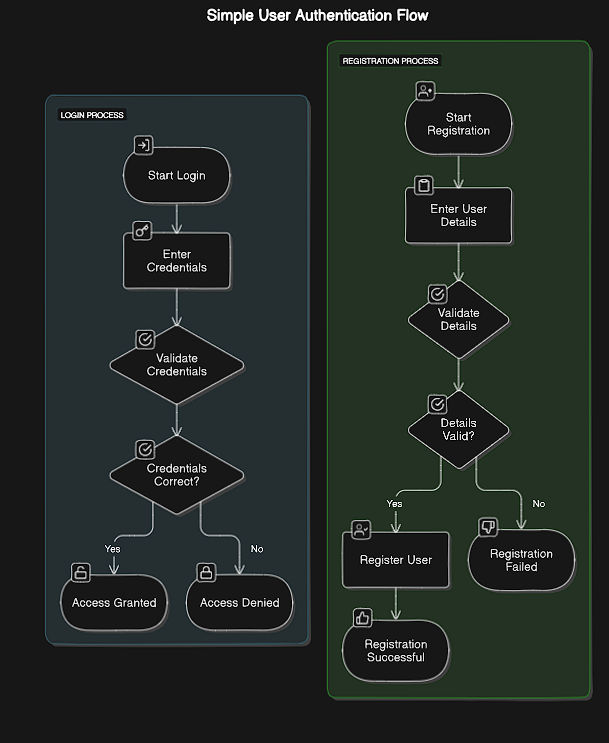 Simple User Authentication Flow
LOGIN PROCESS
Start Login
Enter
Credentials
Validate
Credentials
Credentials
Correct?
Yes
No
Access Granted
Access Denied
REGISTRATION PROCESS
Start
Registration
Enter User
Details
Validate
Details
Details
Valid?
Yes
No
Register User
Registration
Failed
Registration
Successful